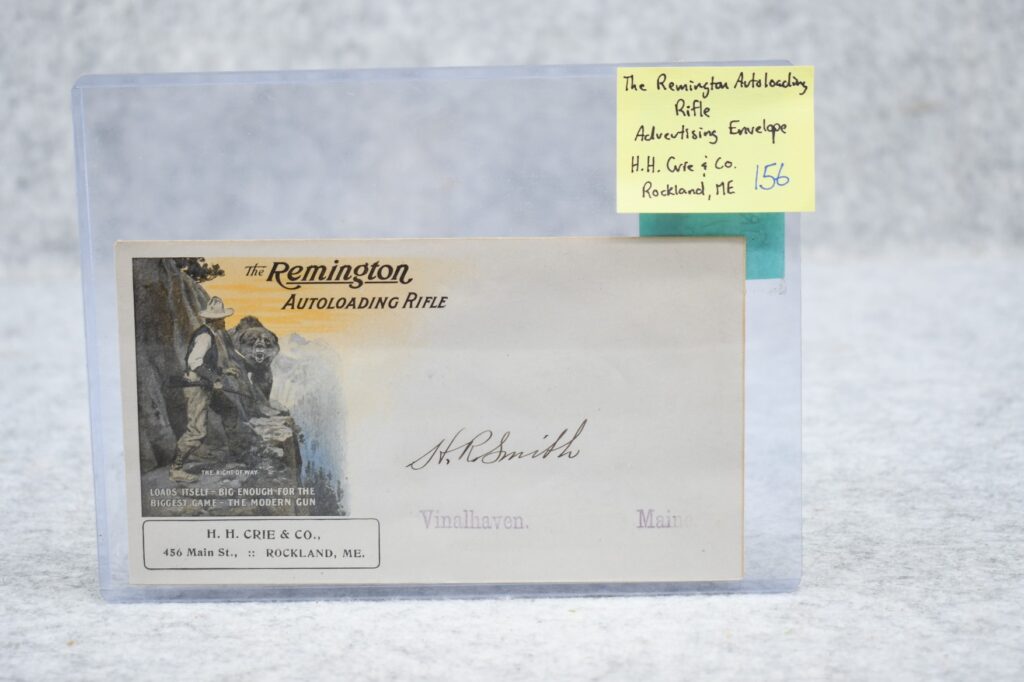 The Remington Autoloading
Rifle
Advertising Envelope
H.H. Crie & Co.
Rockland, ME 156
The Remington
AUTOLOADING RIFLE
THE RIGHT OF WAY
LOADS ITSELF - BIG ENOUGH FOR THE
BIGGEST GAME - THE MODERN GUN
H. H. CRIE & CO.,
456 Main St., :: ROCKLAND, ME.
H. R. Smith
Vinalhaven. Maine.